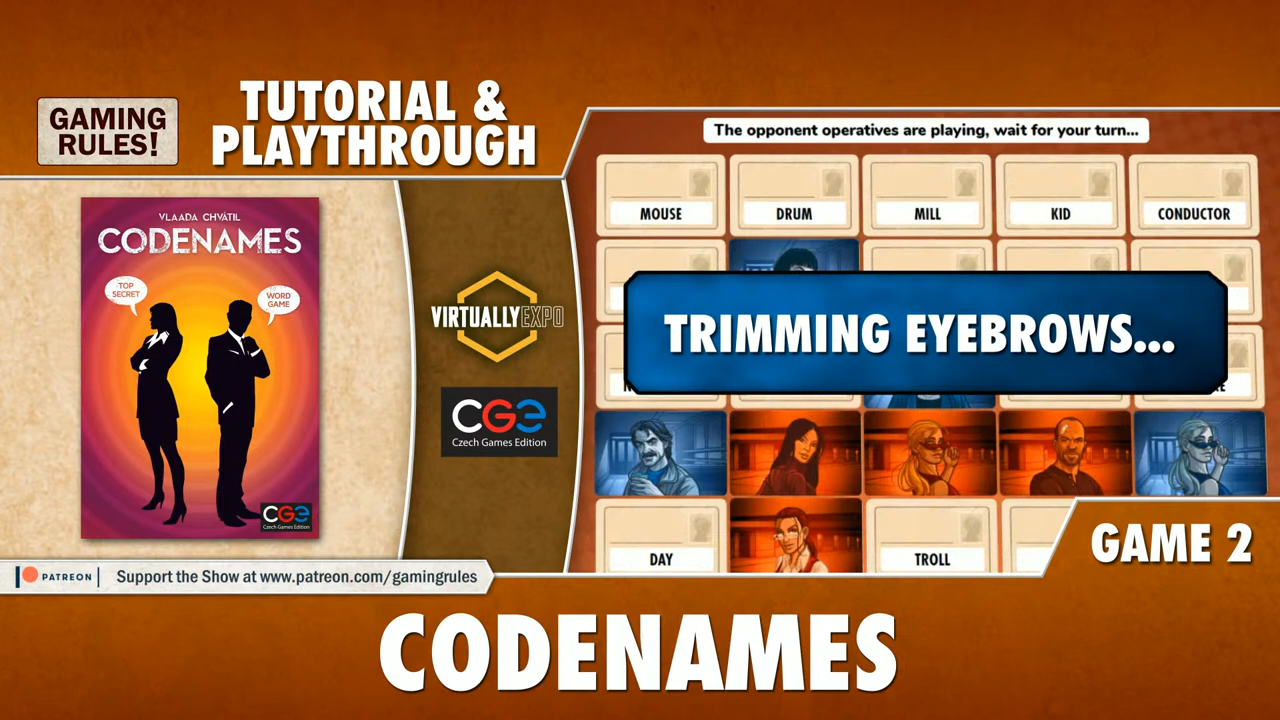 GAMING
RULES!
TUTORIAL &
PLAYTHROUGH
The opponent operatives are playing, wait for your turn...
MOUSE
DRUM
MILL
KID
CONDUCTOR
VLAADA CHVÁTIL
CODENAMES
TOP
SECRET
WORD
GAME
CGE
Czech Games Edition
VIRTUALLYEXPO
CGE
Czech Games Edition
TRIMMING EYEBROWS...
DAY
TROLL
GAME 2
PATREON
Support the Show at www.patreon.com/gamingrules
CODENAMES